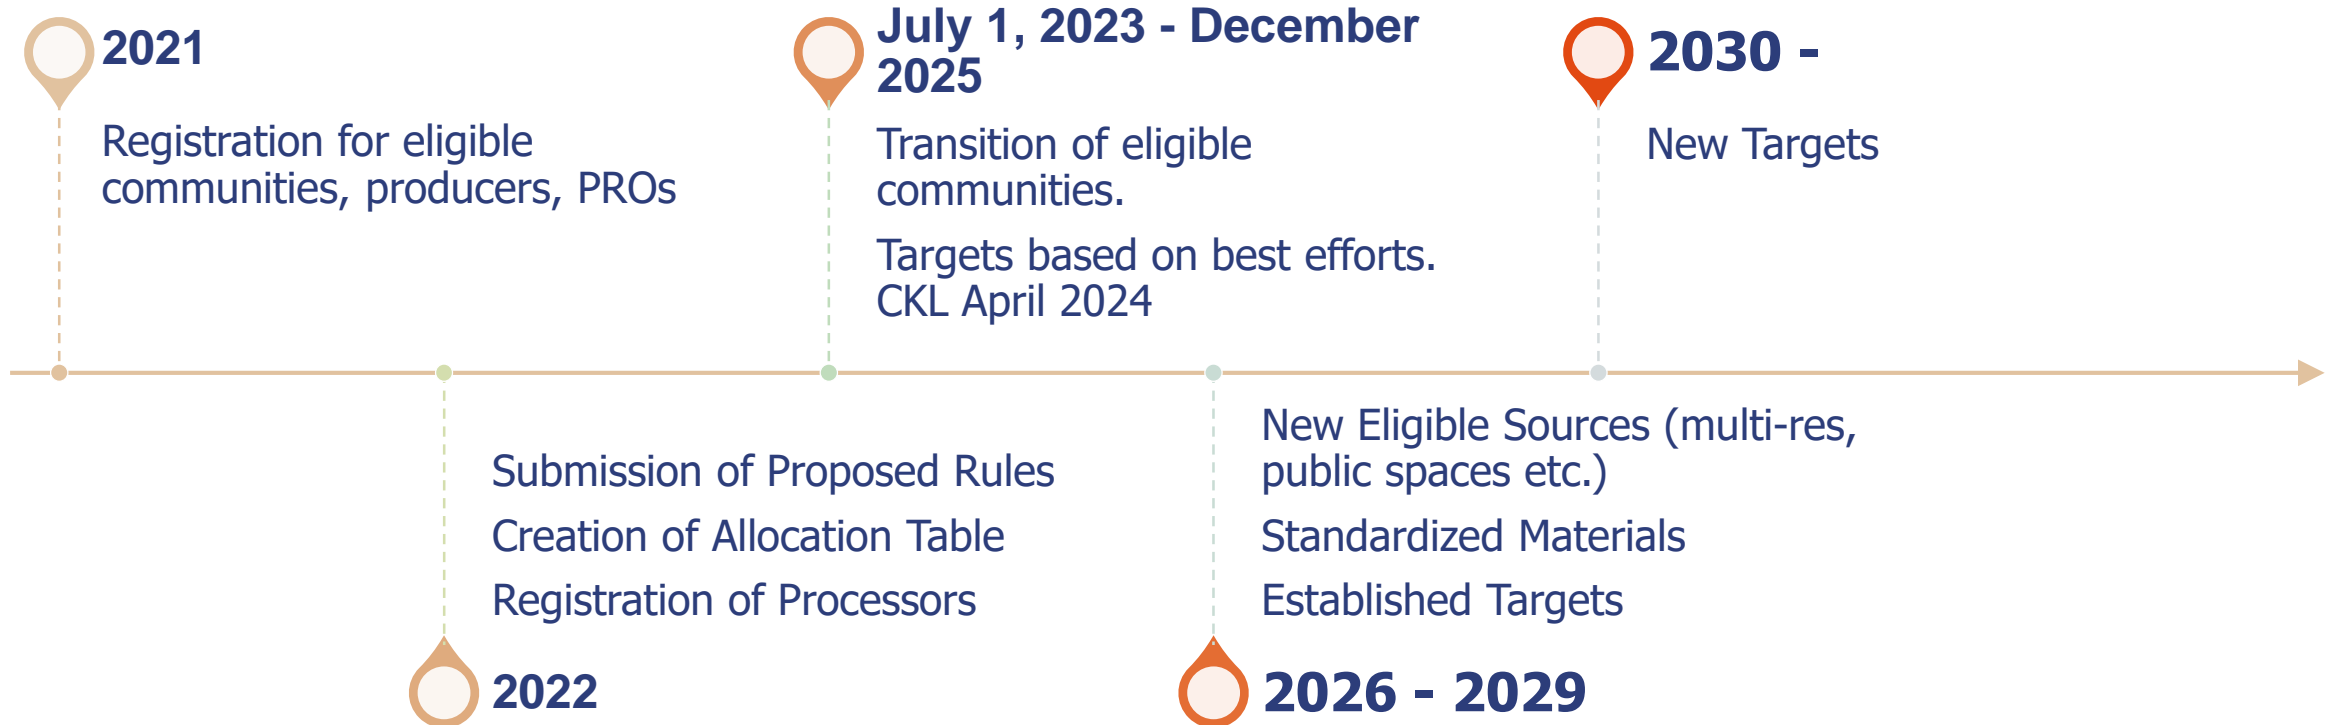 2021
Registration for eligible
communities, producers, PROs
Submission of Proposed Rules
Creation of Allocation Table
Registration of Processors
2022
July 1, 2023 - December
2025
Transition of eligible
communities.
Targets based on best efforts.
CKL April 2024
New Eligible Sources (multi-res,
public spaces etc.)
Standardized Materials
Established Targets
2026 - 2029
2030 -
New Targets